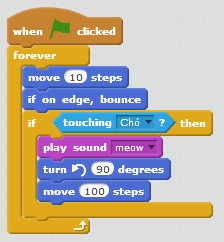 when clicked
forever
move 10 steps
if on edge, bounce
if touching Chó ? then
play sound meow
turn 90 degrees
move 100 steps